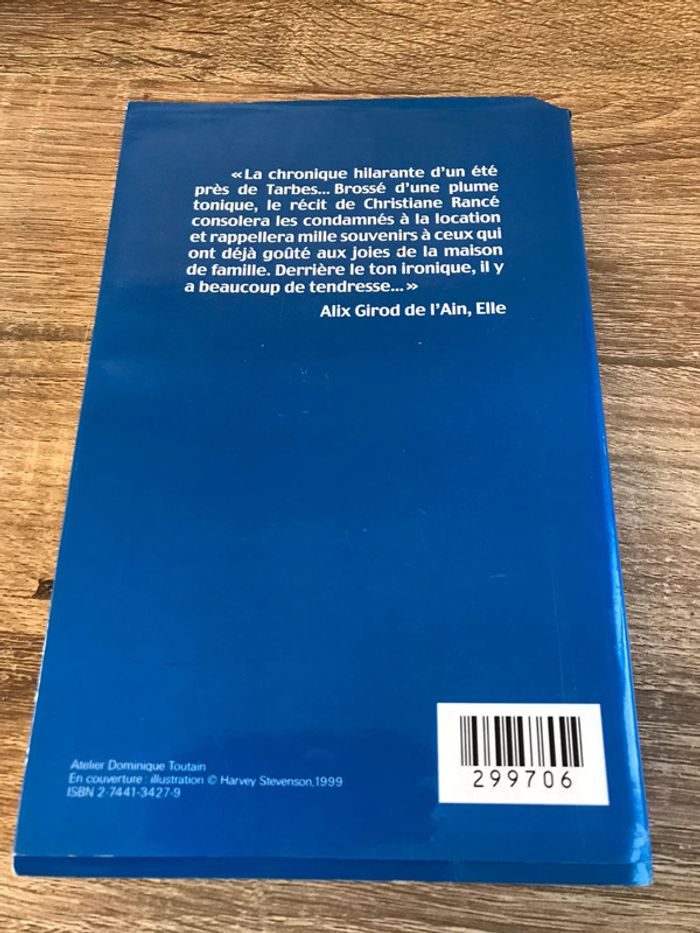 « La chronique hilarante d'un été
près de Tarbes... Brossé d'une plume
tonique, le récit de Christiane Rancé
consolera les condamnés à la location
et rappellera mille souvenirs à ceux qui
ont déjà goûté aux joies de la maison
de famille. Derrière le ton ironique, il y
a beaucoup de tendresse... »
Alix Girod de l'Ain, Elle
Atelier Dominique Toutain
En couverture : illustration © Harvey Stevenson,1999
ISBN 2-7441-3427-9
299706